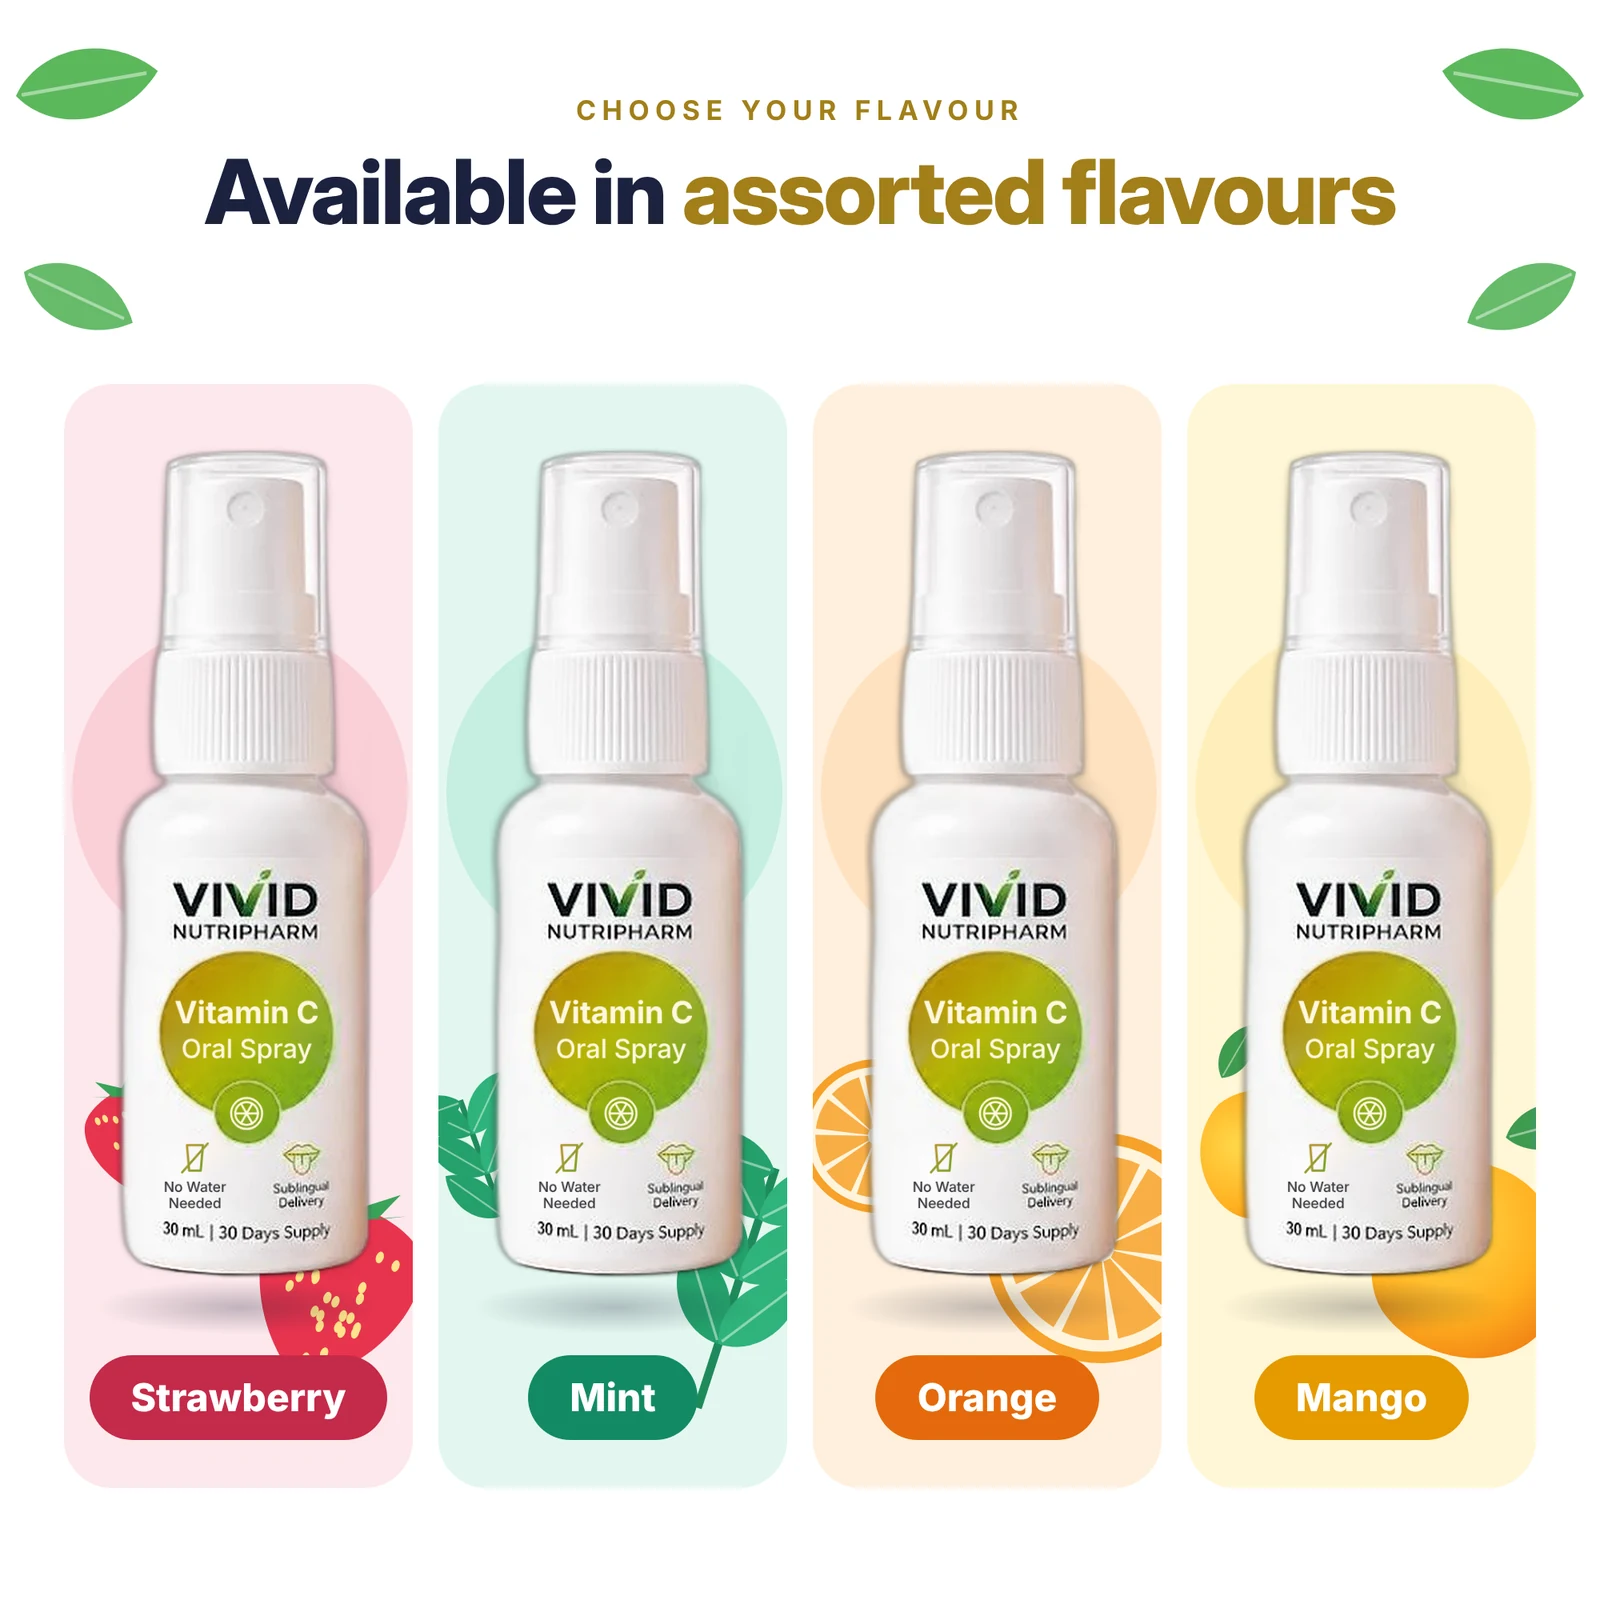 CHOOSE YOUR FLAVOUR
Available in assorted flavours
VIVID
NUTRIPHARM
Vitamin C
Oral Spray
No Water
Needed
Sublingual
Delivery
30 mL | 30 Days Supply
Strawberry
VIVID
NUTRIPHARM
Vitamin C
Oral Spray
No Water
Needed
Sublingual
Delivery
30 mL | 30 Days Supply
Mint
VIVID
NUTRIPHARM
Vitamin C
Oral Spray
No Water
Needed
Sublingual
Delivery
30 mL | 30 Days Supply
Orange
VIVID
NUTRIPHARM
Vitamin C
Oral Spray
No Water
Needed
Sublingual
Delivery
30 mL | 30 Days Supply
Mango